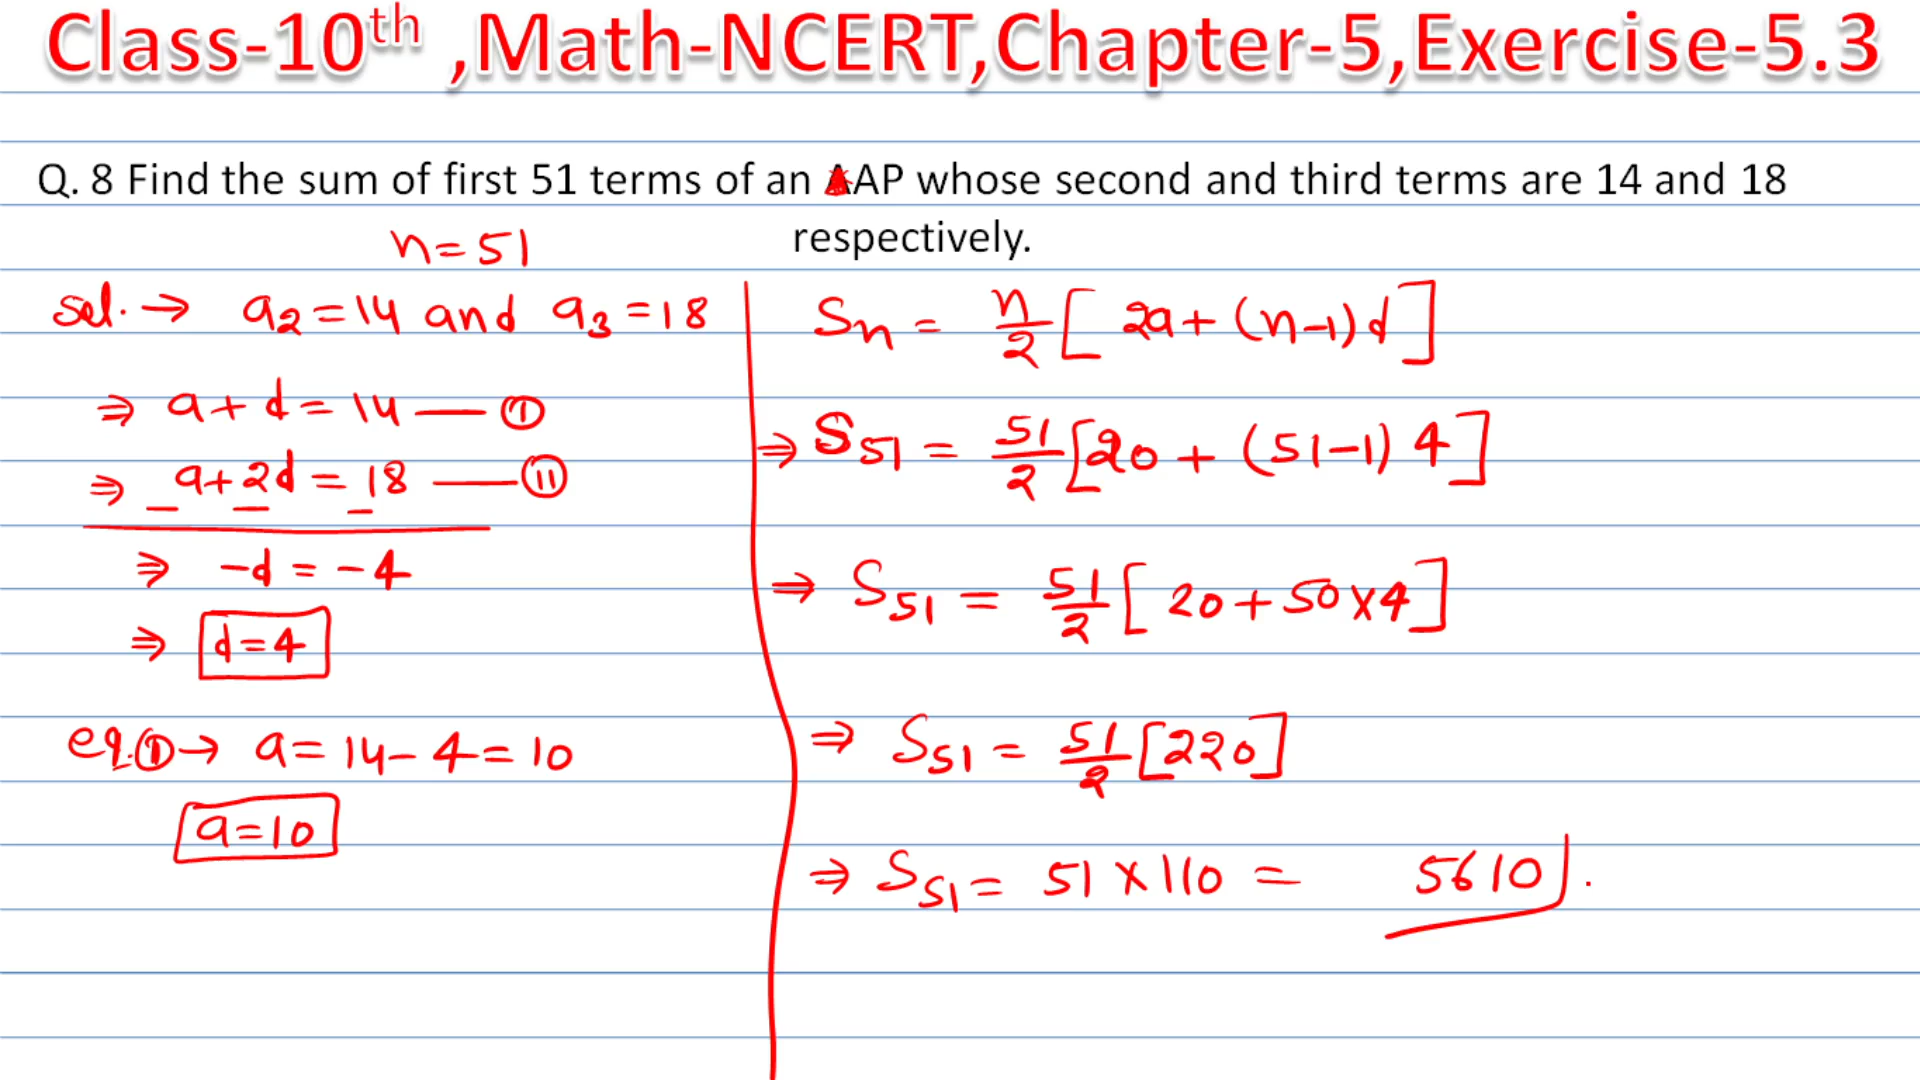 Class-10th ,Math-NCERT,Chapter-5,Exercise-5.3
Q. 8 Find the sum of first 51 terms of an AAP whose second and third terms are 14 and 18
respectively.
n=51
sol. → a₂=14 and a₃=18
⇒ a+d=14 — ①
⇒ a+2d=18 — ⑪
— — —
⇒ -d=-4
⇒ d=4
eq.① → a=14-4=10
a=10
Sn = n/2 [2a+(n-1)d]
⇒ S51 = 51/2 [20+(51-1)4]
⇒ S51 = 51/2 [20+50×4]
⇒ S51 = 51/2 [220]
⇒ S51 = 51×110 = 5610.